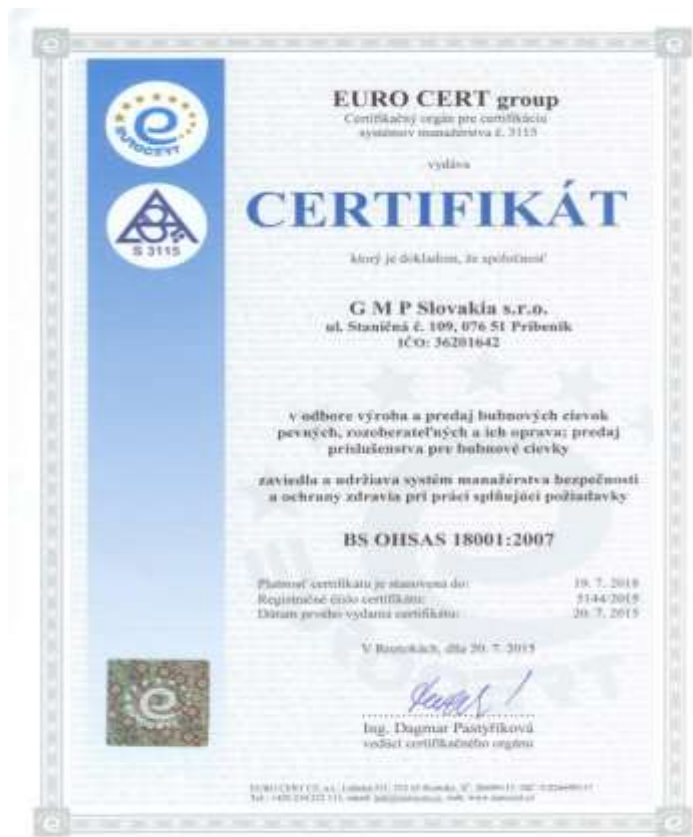 EUROCERT
S 3115
EURO CERT group
Certifikačný orgán pre certifikáciu
systémov manažérstva č. 3115
vydáva
CERTIFIKÁT
ktorý je dokladom, že spoločnosť
G M P Slovakia s.r.o.
ul. Staničná č. 109, 076 51 Pribeník
IČO: 36201642
v odbore výroba a predaj bubnových cievok
pevných, rozoberateľných a ich oprava; predaj
príslušenstva pre bubnové cievky
zaviedla a udržiava systém manažérstva bezpečnosti
a ochrany zdravia pri práci splňujúci požiadavky
BS OHSAS 18001:2007
Platnosť certifikátu je stanovená do: 19. 7. 2018
Registračné číslo certifikátu: 5144/2015
Dátum prvého vydania certifikátu: 20. 7. 2015
V Roztokách, dňa 20. 7. 2015
Ing. Dagmar Pastyříková
vedúci certifikačného orgánu
EUROCERT